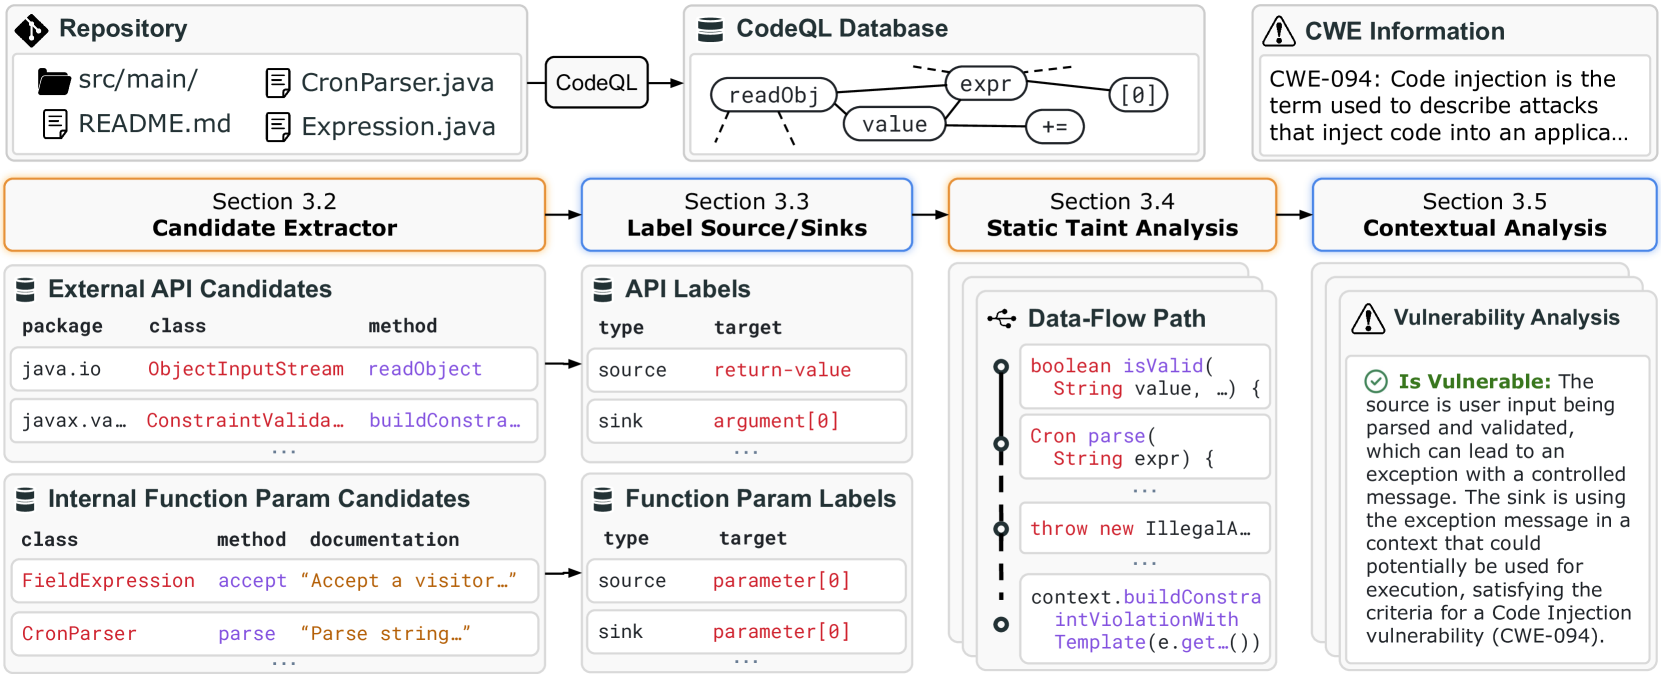 Repository
src/main/
CronParser.java
README.md
Expression.java
CodeQL
CodeQL Database
readObj
expr
[0]
value
+=
CWE Information
CWE-094: Code injection is the
term used to describe attacks
that inject code into an applica…
Section 3.2
Candidate Extractor
Section 3.3
Label Source/Sinks
Section 3.4
Static Taint Analysis
Section 3.5
Contextual Analysis
External API Candidates
package class method
java.io ObjectInputStream readObject
javax.va… ConstraintValida… buildConstra…
...
Internal Function Param Candidates
class method documentation
FieldExpression accept “Accept a visitor…”
CronParser parse “Parse string…”
...
API Labels
type target
source return-value
sink argument[0]
...
Function Param Labels
type target
source parameter[0]
sink parameter[0]
...
Data-Flow Path
boolean isValid(
String value, …) {
Cron parse(
String expr) {
...
throw new IllegalA…
...
context.buildConstra
intViolationWith
Template(e.get…())
Vulnerability Analysis
Is Vulnerable: The
source is user input being
parsed and validated,
which can lead to an
exception with a controlled
message. The sink is using
the exception message in a
context that could
potentially be used for
execution, satisfying the
criteria for a Code Injection
vulnerability (CWE-094).